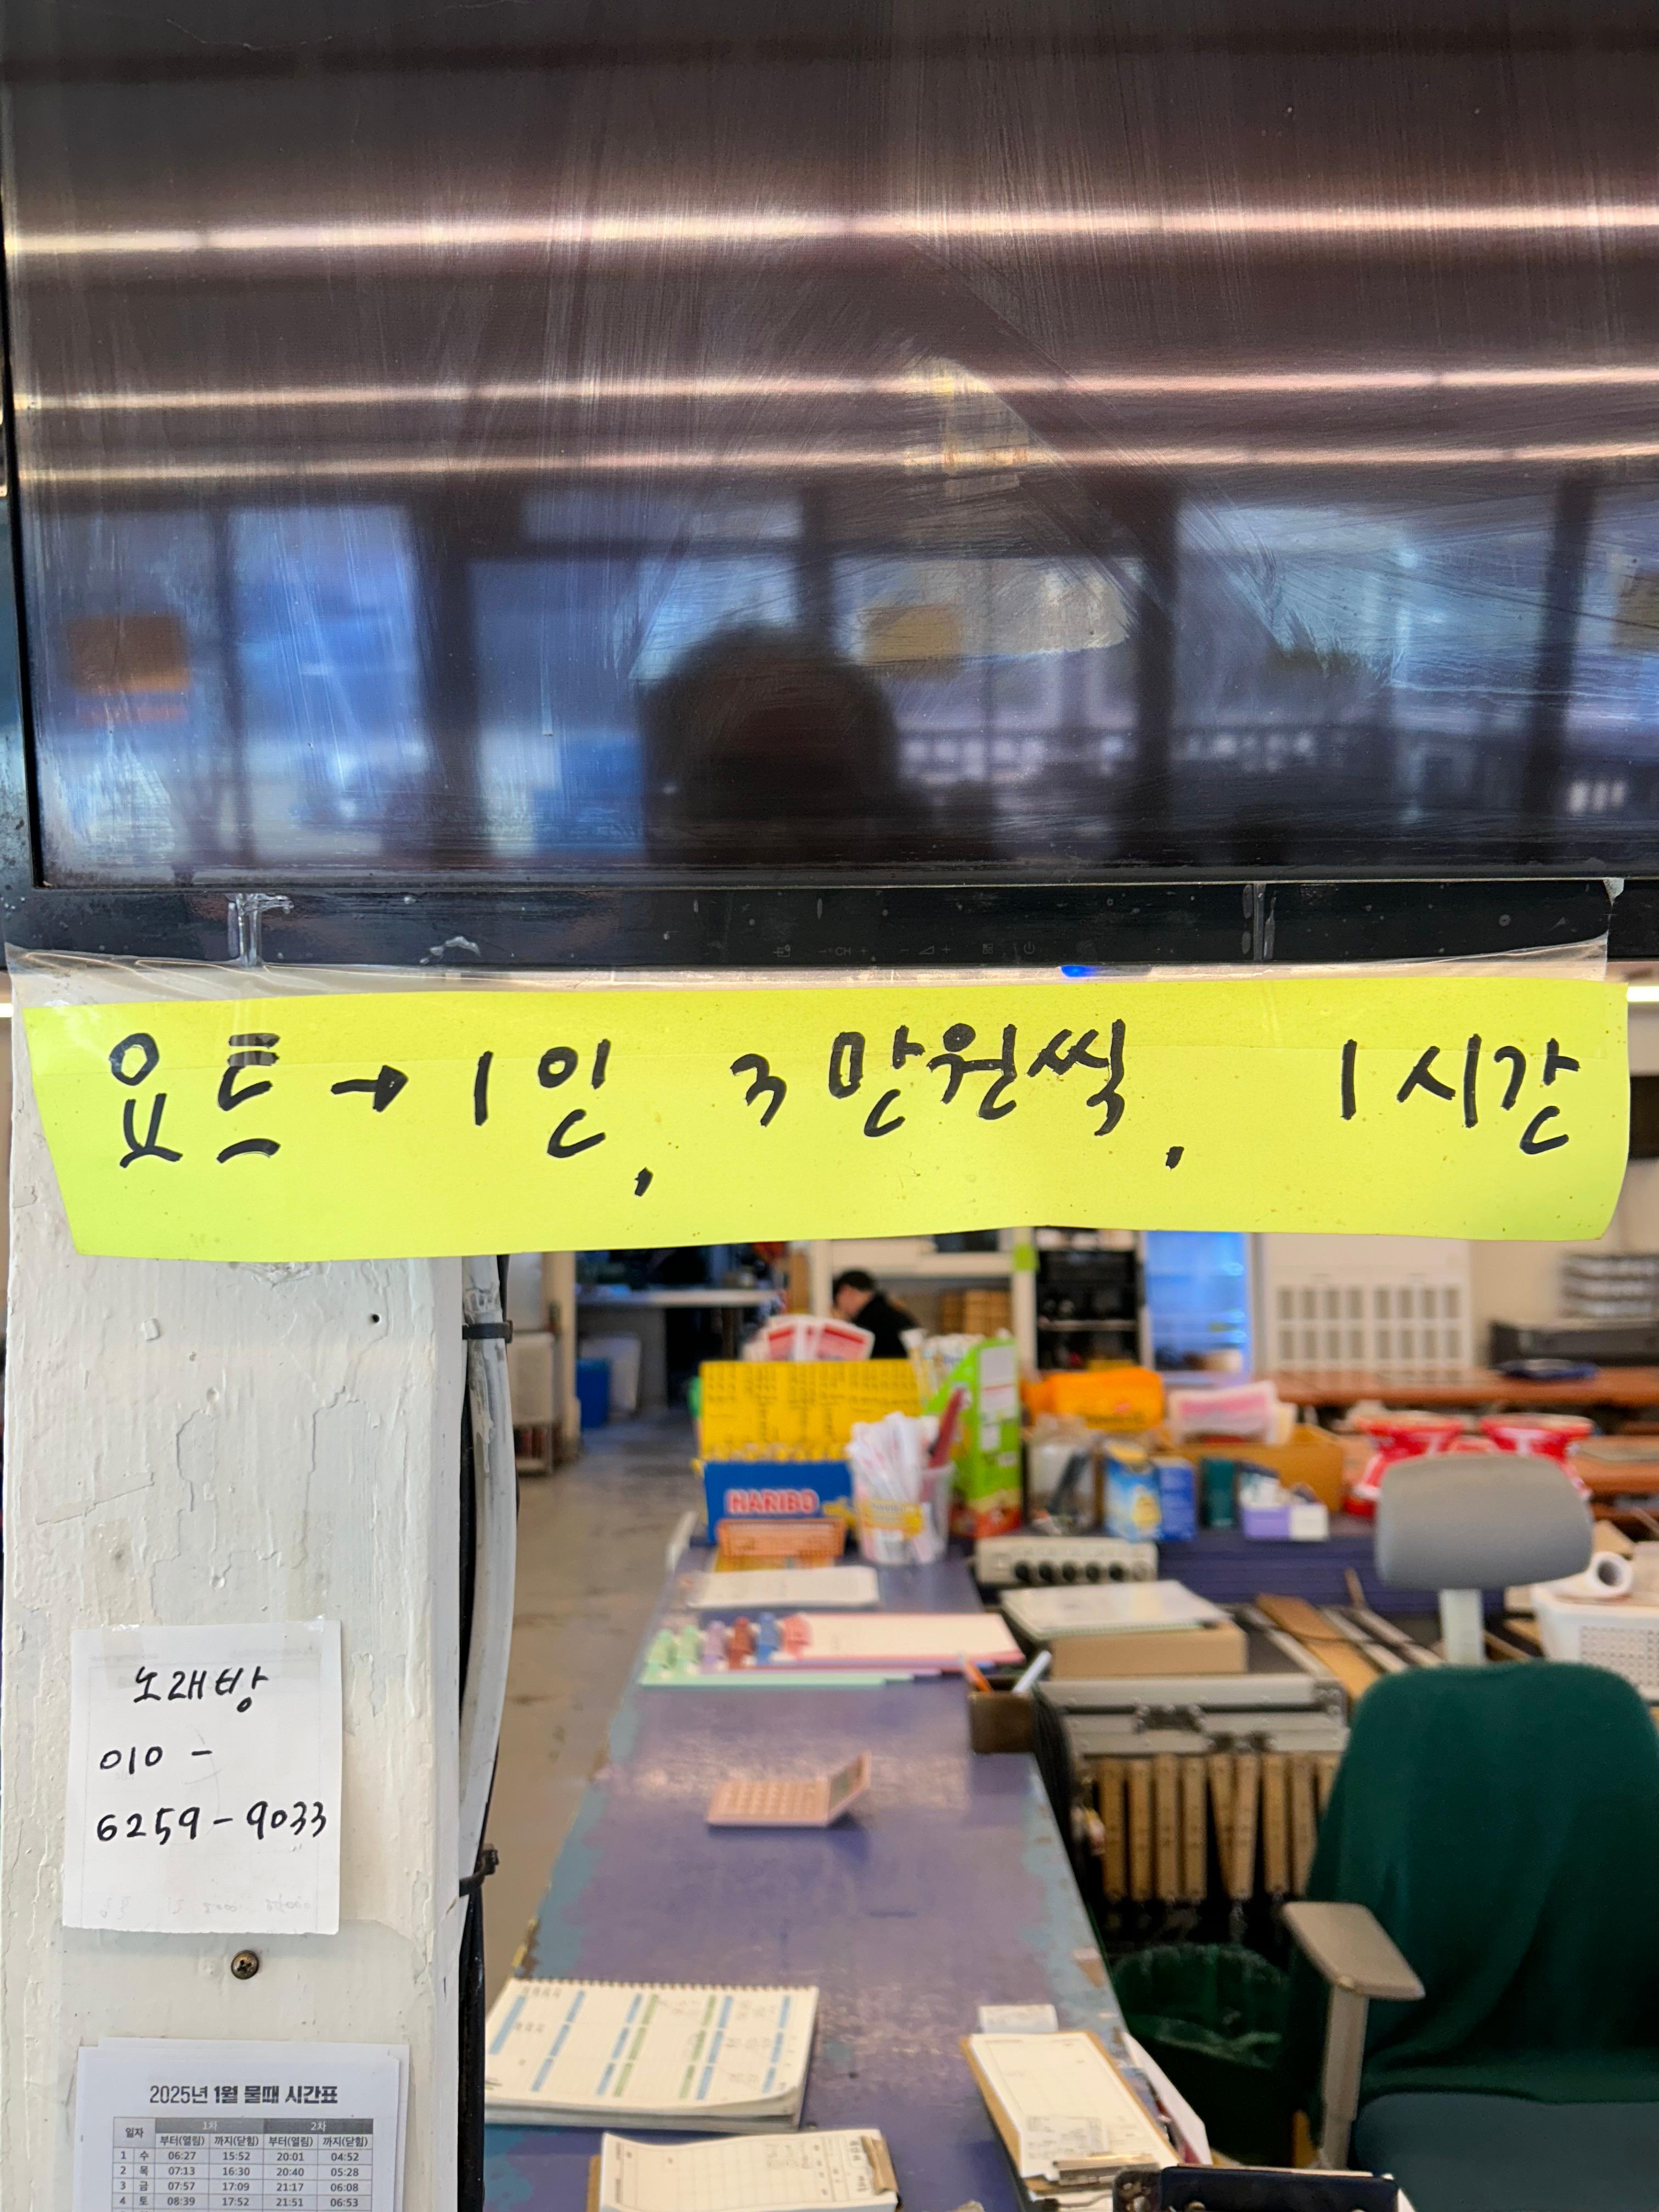 요트 → 1인, 3만원씩, 1시간
HARIBO
노래방
010 -
6259-9033
2025년 1월 물때 시간표
일자 1차 2차
부터(열림) 까지(닫힘) 부터(열림) 까지(닫힘)
1 수 06:27 15:52 20:01 04:52
2 목 07:13 16:30 20:40 05:28
3 금 07:57 17:09 21:17 06:08
4 토 08:39 17:52 21:51 06:53